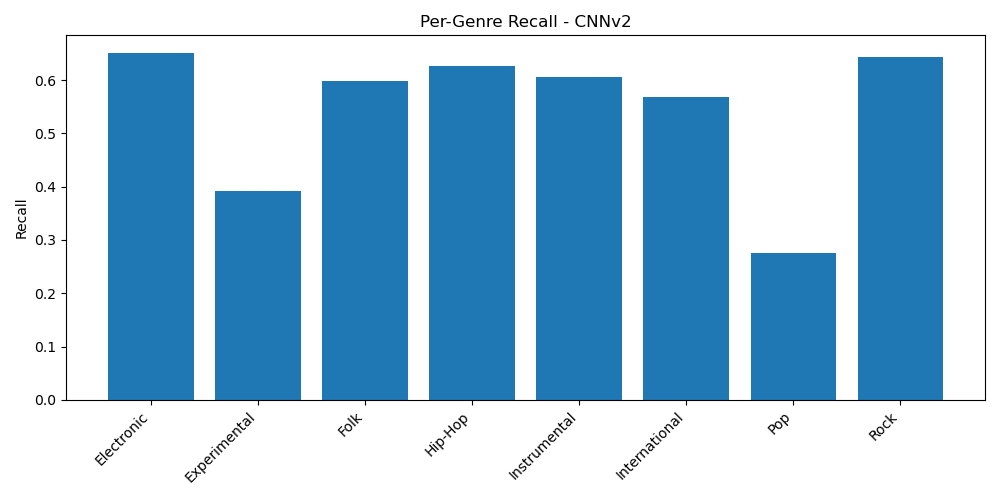 Per-Genre Recall - CNNv2
Recall
0.6
0.5
0.4
0.3
0.2
0.1
0.0
Electronic
Experimental
Folk
Hip-Hop
Instrumental
International
Pop
Rock